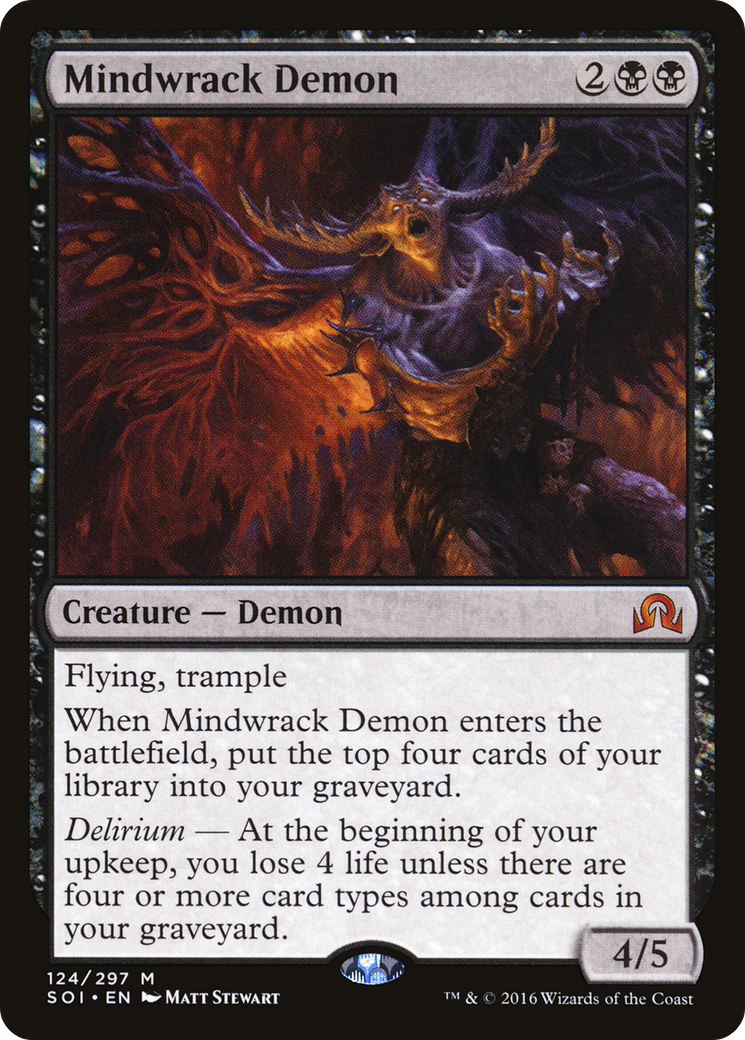 Mindwrack Demon 2
Creature — Demon
Flying, trample
When Mindwrack Demon enters the
battlefield, put the top four cards of your
library into your graveyard.
Delirium — At the beginning of your
upkeep, you lose 4 life unless there are
four or more card types among cards in
your graveyard.
4/5
124/297 M
SOI • EN Matt Stewart
™ & © 2016 Wizards of the Coast